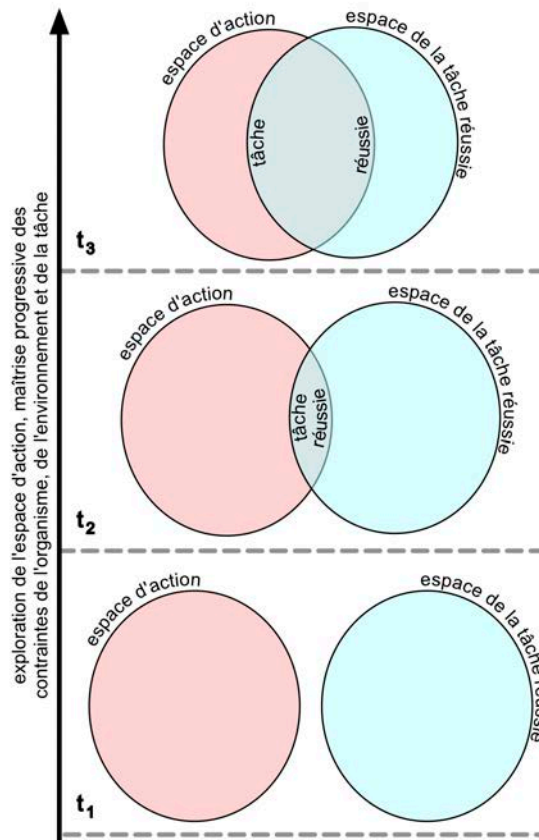 espace d'action
espace de la tâche réussie
tâche
réussie
t3
espace d'action
espace de la tâche réussie
tâche
réussie
t2
espace d'action
espace de la tâche réussie
t1
exploration de l'espace d'action, maîtrise progressive des
contraintes de l'organisme, de l'environnement et de la tâche